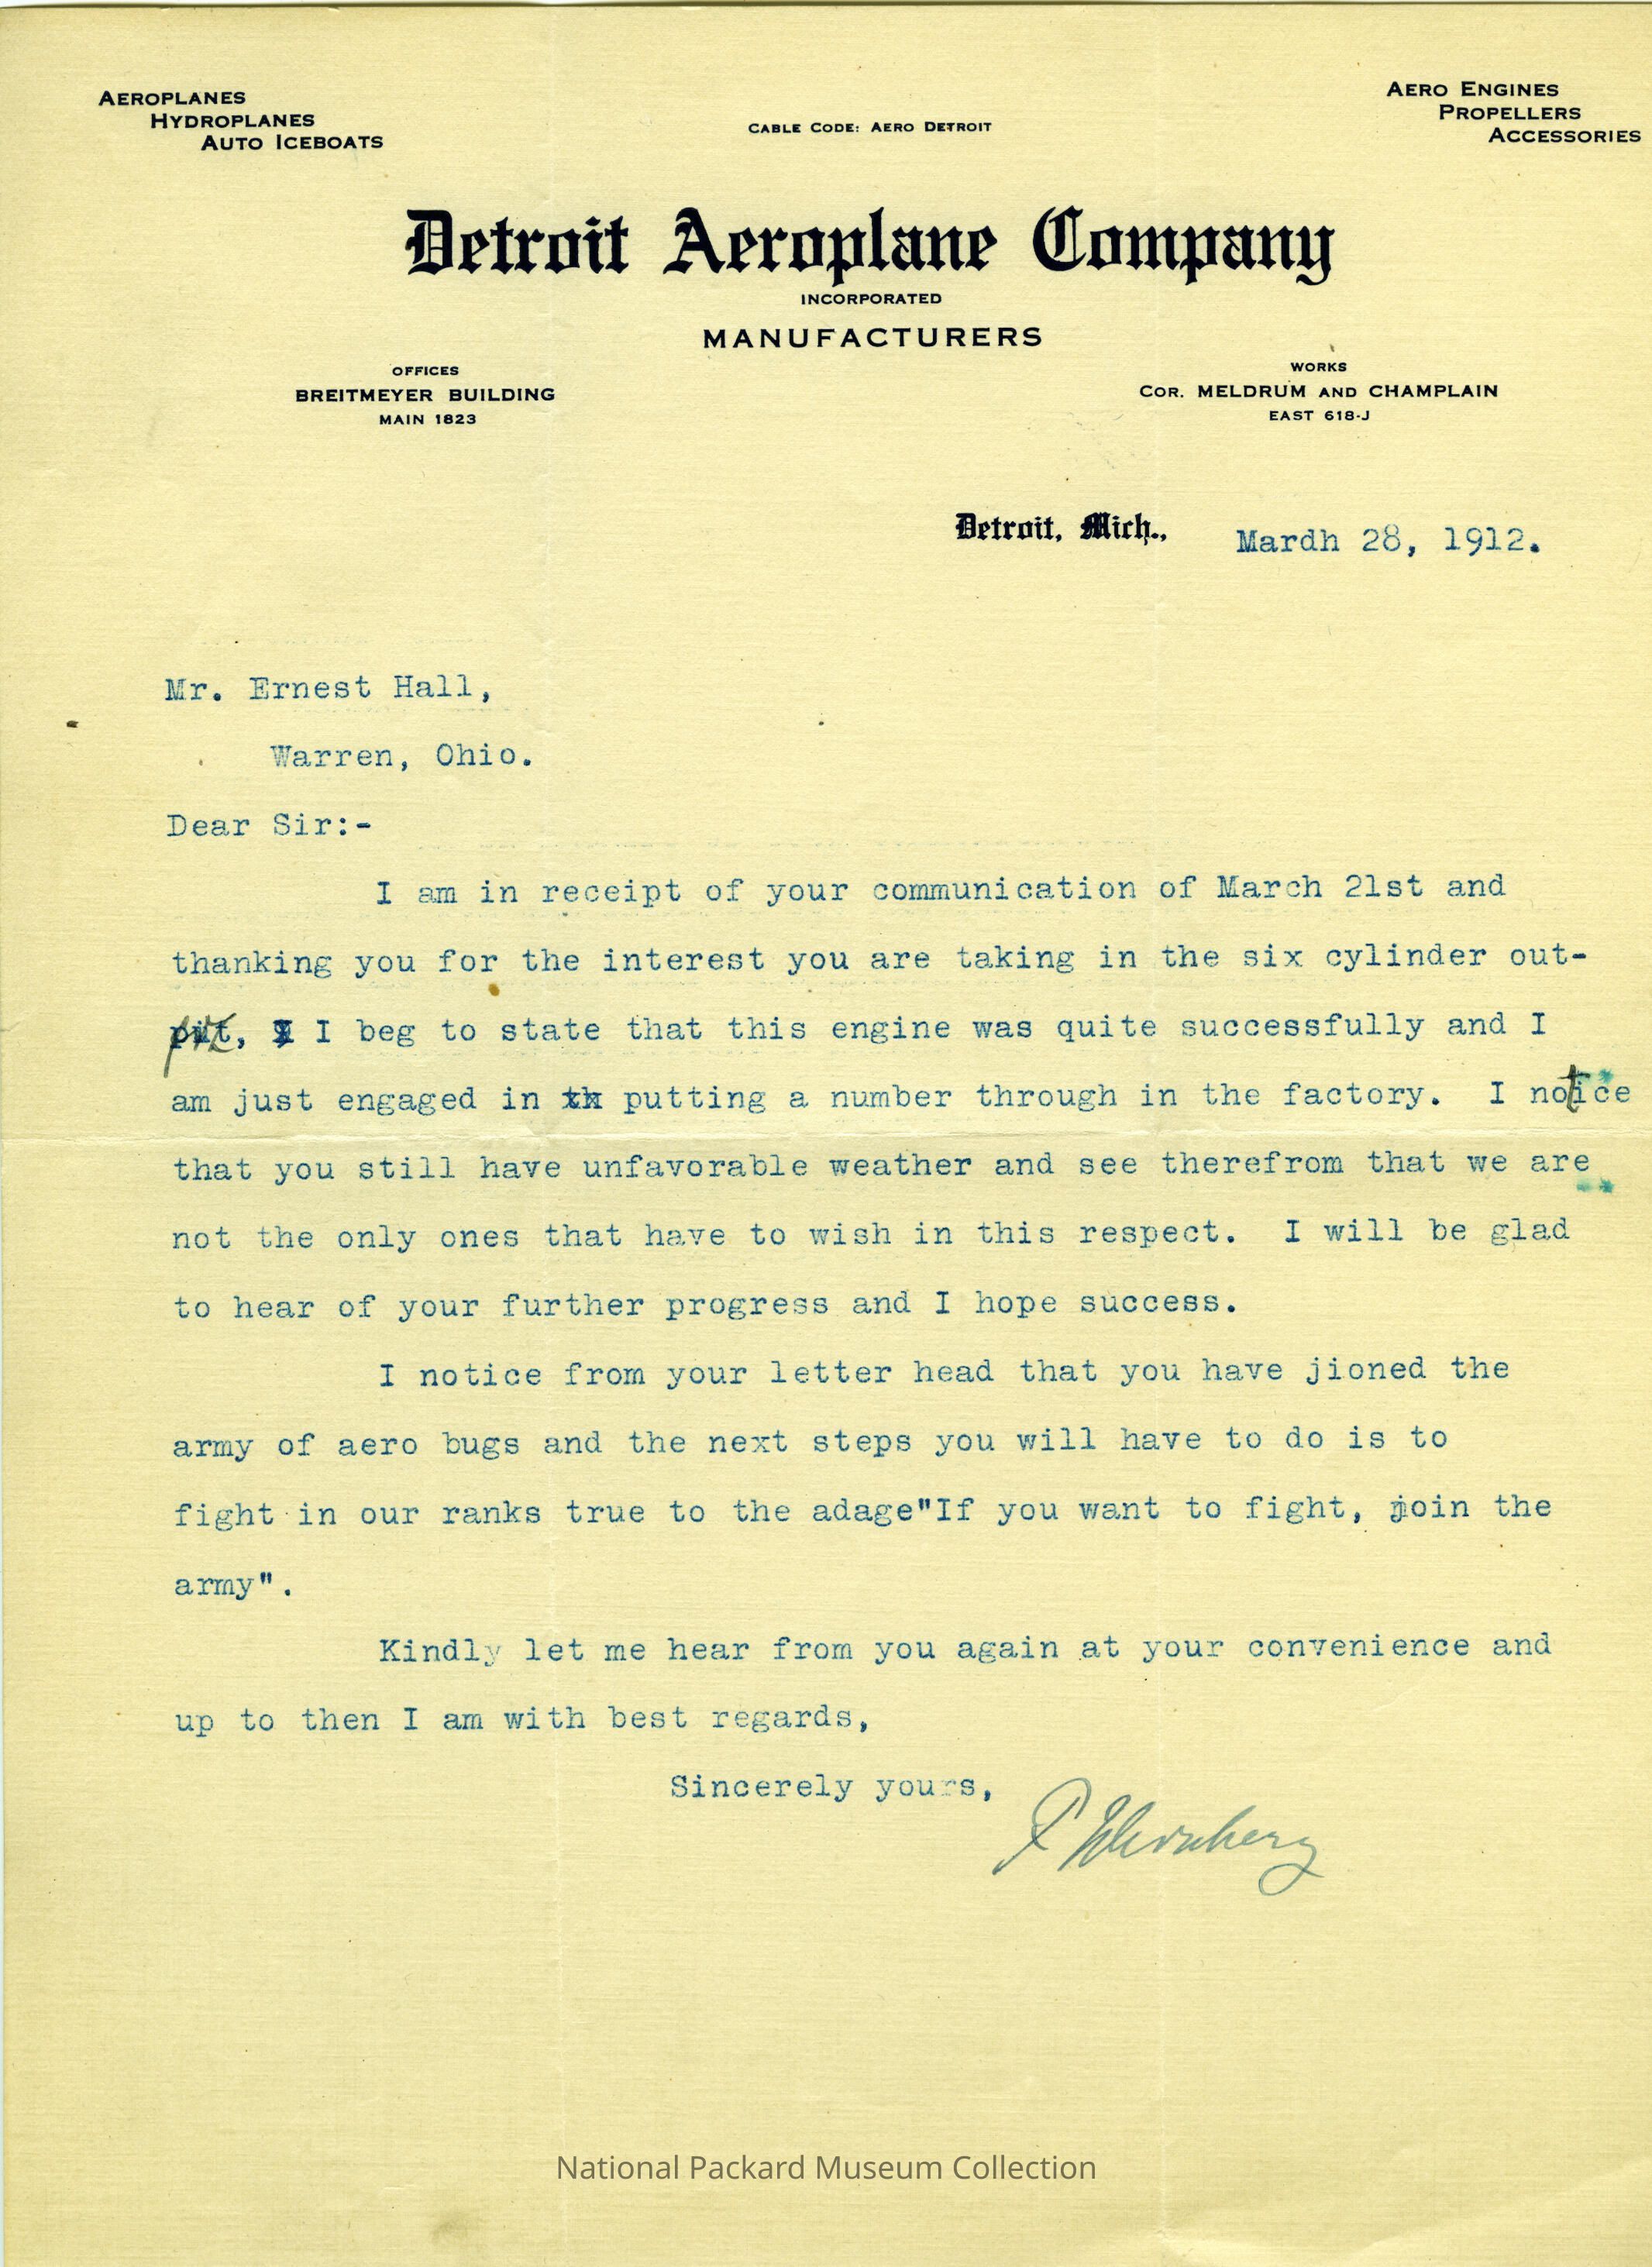 AEROPLANES
HYDROPLANES
AUTO ICEBOATS
CABLE CODE: AERO DETROIT
AERO ENGINES
PROPELLERS
ACCESSORIES
Detroit Aeroplane Company
INCORPORATED
MANUFACTURERS
OFFICES
BREITMEYER BUILDING
MAIN 1823
WORKS
COR. MELDRUM AND CHAMPLAIN
EAST 618-J
Detroit, Mich., Mardh 28, 1912.
Mr. Ernest Hall,
Warren, Ohio.
Dear Sir:-
I am in receipt of your communication of March 21st and
thanking you for the interest you are taking in the six cylinder out-
put, I I beg to state that this engine was quite successfully and I
am just engaged in th putting a number through in the factory. I notice
that you still have unfavorable weather and see therefrom that we are
not the only ones that have to wish in this respect. I will be glad
to hear of your further progress and I hope success.
I notice from your letter head that you have jioned the
army of aero bugs and the next steps you will have to do is to
fight in our ranks true to the adage"If you want to fight, join the
army".
Kindly let me hear from you again at your convenience and
up to then I am with best regards,
Sincerely yours,
National Packard Museum Collection